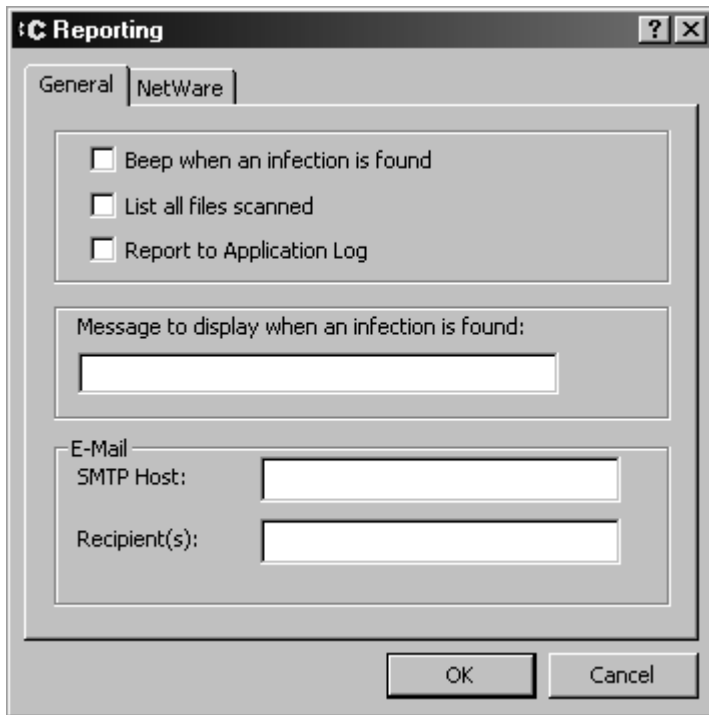 :C Reporting
General NetWare
Beep when an infection is found
List all files scanned
Report to Application Log
Message to display when an infection is found:
E-Mail
SMTP Host:
Recipient(s):
OK Cancel